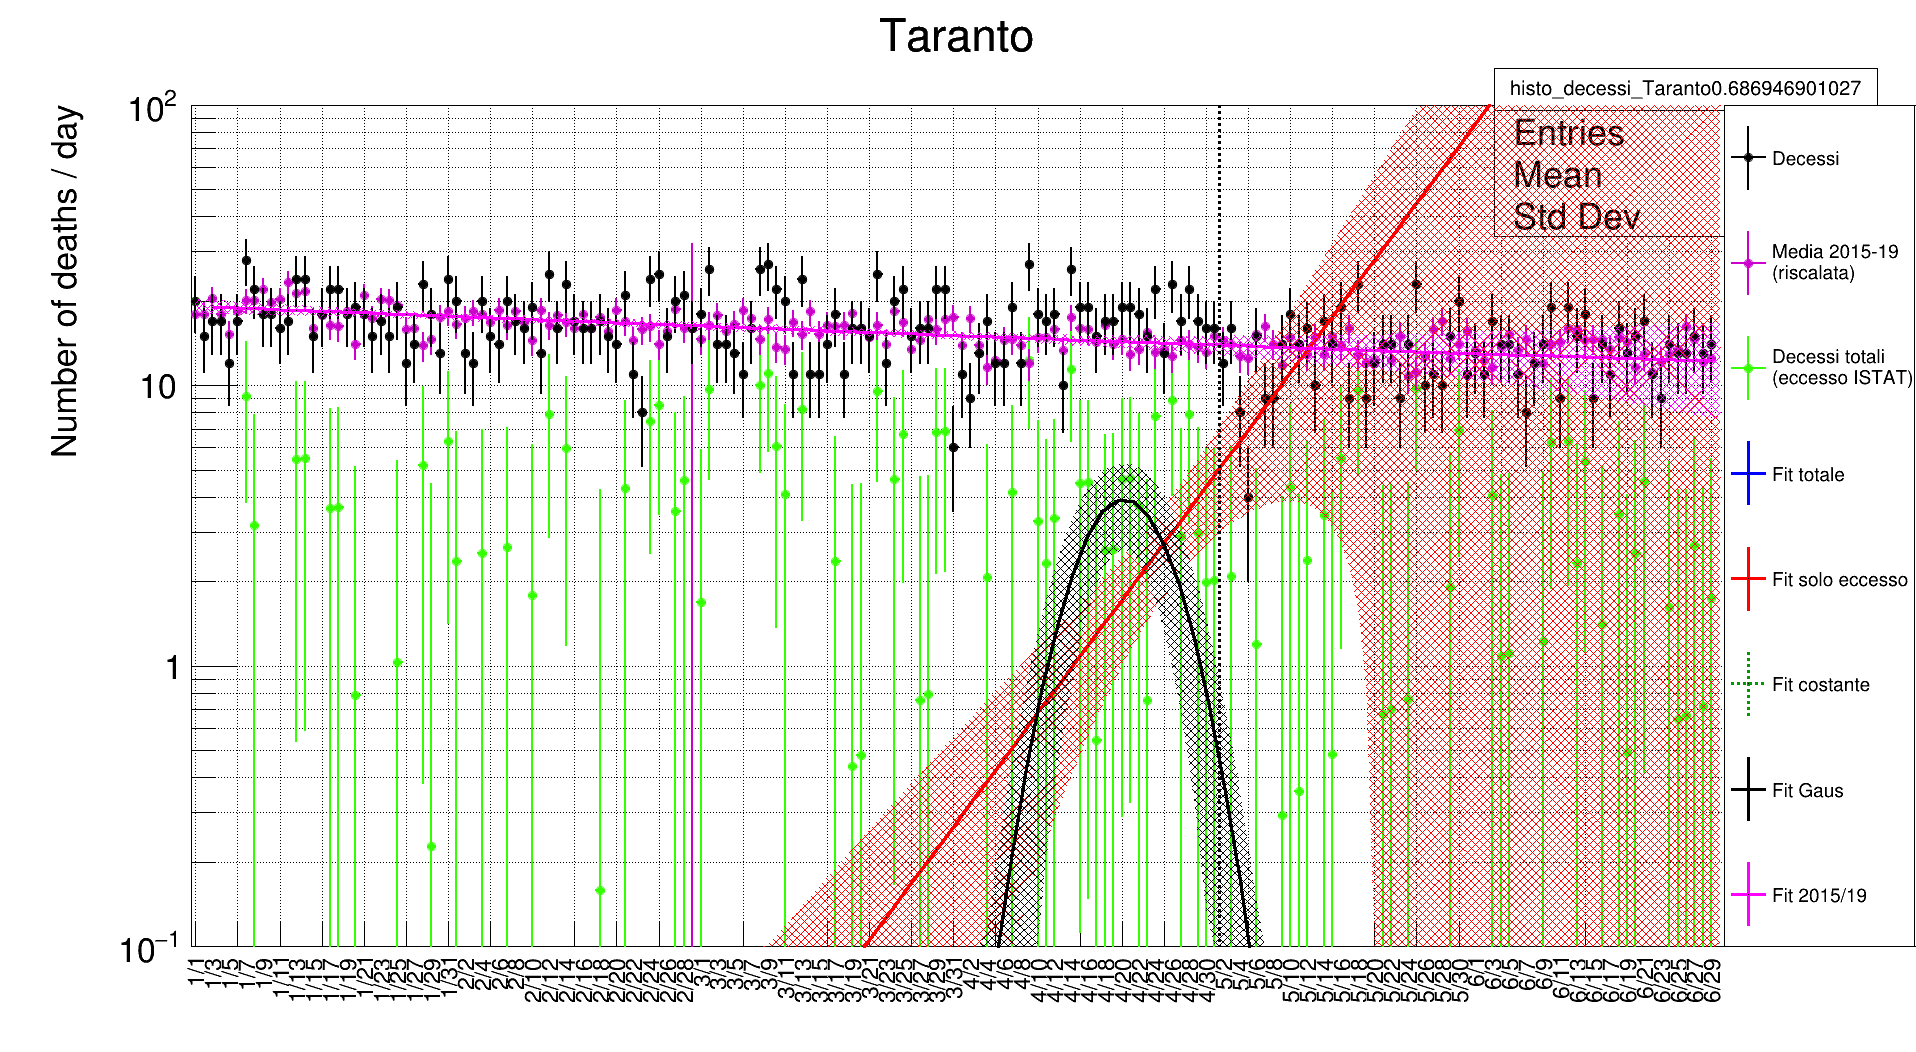 Taranto
Number of deaths / day
10²
10
1
10⁻¹
histo_decessi_Taranto0.686946901027
Entries
Mean
Std Dev
Decessi
Media 2015-19
(riscalata)
Decessi totali
(eccesso ISTAT)
Fit totale
Fit solo eccesso
Fit costante
Fit Gaus
Fit 2015/19
1/1 1/3 1/5 1/7 1/9 1/11 1/13 1/15 1/17 1/19 1/21 1/23 1/25 1/27 1/29 1/31 2/2 2/4 2/6 2/8 2/10 2/12 2/14 2/16 2/18 2/20 2/22 2/24 2/26 2/28 3/1 3/3 3/5 3/7 3/9 3/11 3/13 3/15 3/17 3/19 3/21 3/23 3/25 3/27 3/29 3/31 4/2 4/4 4/6 4/8 4/10 4/12 4/14 4/16 4/18 4/20 4/22 4/24 4/26 4/28 4/30 5/2 5/4 5/6 5/8 5/10 5/12 5/14 5/16 5/18 5/20 5/22 5/24 5/26 5/28 5/30 6/1 6/3 6/5 6/7 6/9 6/11 6/13 6/15 6/17 6/19 6/21 6/23 6/25 6/27 6/29